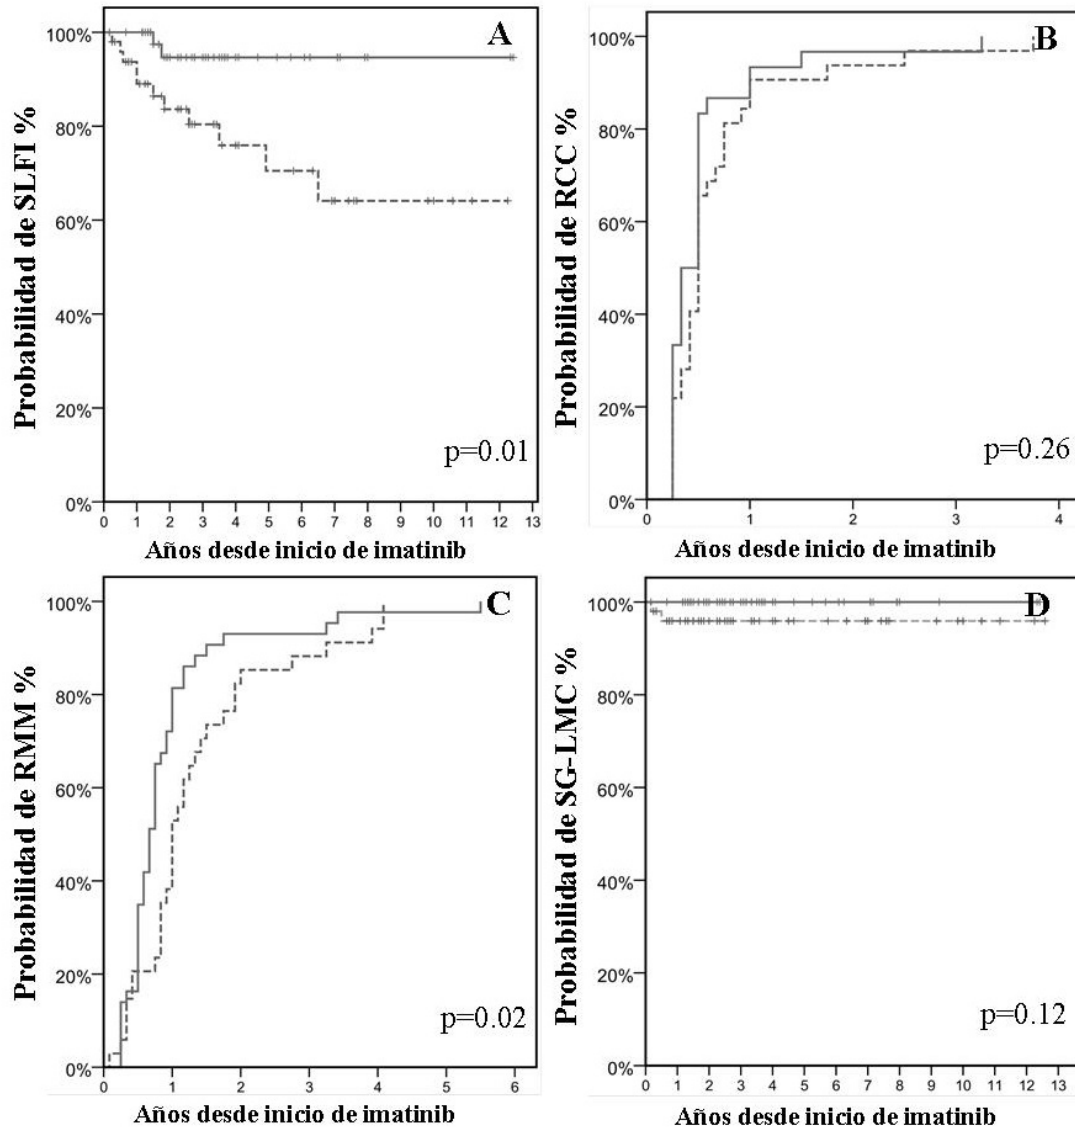 A
Probabilidad de SLFI %
100%
80%
60%
40%
20%
0%
p=0.01
0 1 2 3 4 5 6 7 8 9 10 11 12 13
Años desde inicio de imatinib
B
Probabilidad de RCC %
100%
80%
60%
40%
20%
0%
p=0.26
0 1 2 3 4
Años desde inicio de imatinib
C
Probabilidad de RMM %
100%
80%
60%
40%
20%
0%
p=0.02
0 1 2 3 4 5 6
Años desde inicio de imatinib
D
Probabilidad de SG-LMC %
100%
80%
60%
40%
20%
0%
p=0.12
0 1 2 3 4 5 6 7 8 9 10 11 12 13
Años desde inicio de imatinib